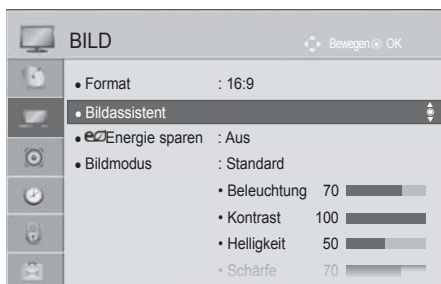 BILD
Bewegen OK
• Format : 16:9
• Bildassistent
• Energie sparen : Aus
• Bildmodus : Standard
• Beleuchtung 70
• Kontrast 100
• Helligkeit 50
• Schärfe 70